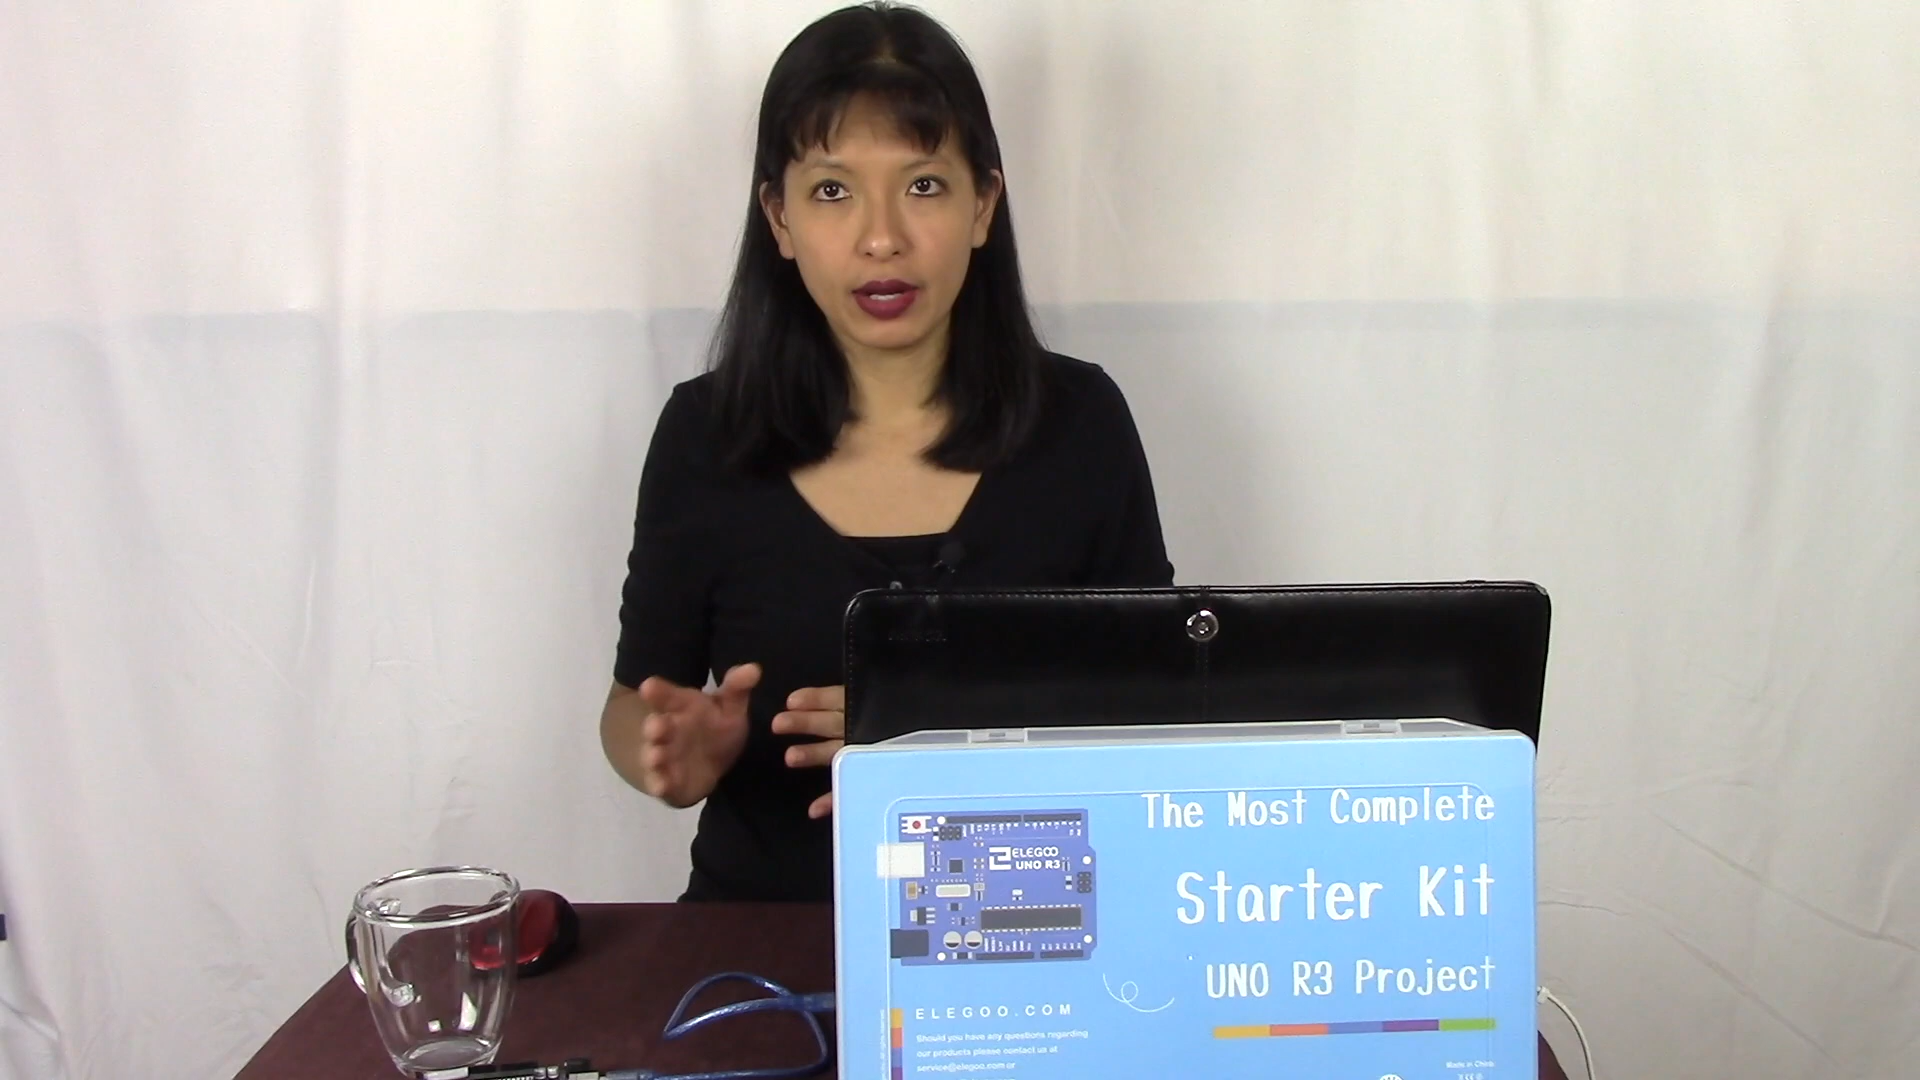 The Most Complete
Starter Kit
UNO R3 Project
ELEGOO
UNO R3
ELEGOO.COM
Should you have any questions regarding
our products please contact us at
service@elegoo.com or
Made in China